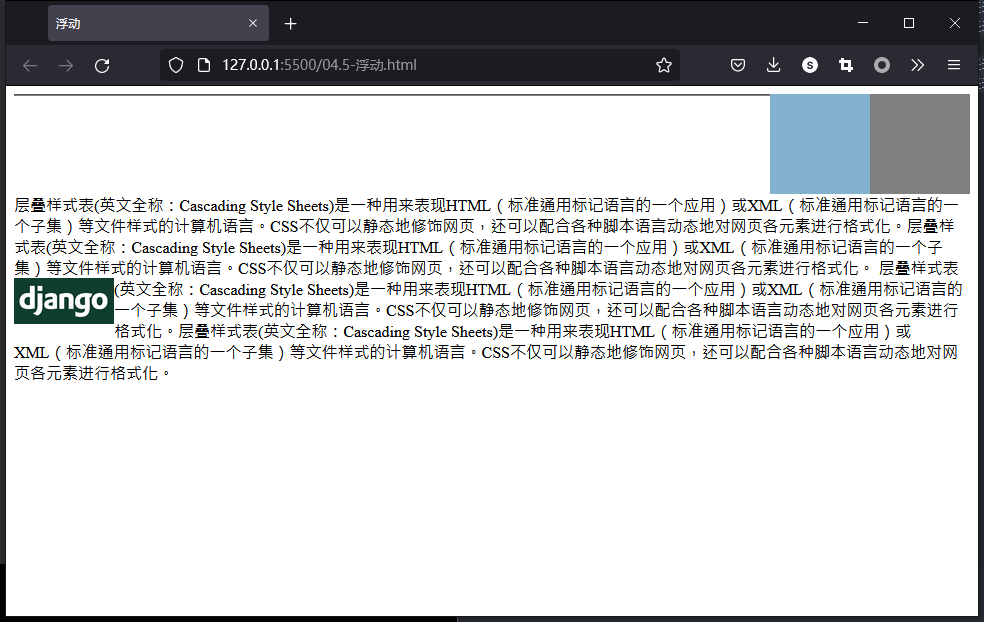 浮动
127.0.0.1:5500/04.5-浮动.html
S
层叠样式表(英文全称：Cascading Style Sheets)是一种用来表现HTML（标准通用标记语言的一个应用）或XML（标准通用标记语言的一
个子集）等文件样式的计算机语言。CSS不仅可以静态地修饰网页，还可以配合各种脚本语言动态地对网页各元素进行格式化。层叠样
式表(英文全称：Cascading Style Sheets)是一种用来表现HTML（标准通用标记语言的一个应用）或XML（标准通用标记语言的一个子
集）等文件样式的计算机语言。CSS不仅可以静态地修饰网页，还可以配合各种脚本语言动态地对网页各元素进行格式化。 层叠样式表
django
(英文全称：Cascading Style Sheets)是一种用来表现HTML（标准通用标记语言的一个应用）或XML（标准通用标记语言的
一个子集）等文件样式的计算机语言。CSS不仅可以静态地修饰网页，还可以配合各种脚本语言动态地对网页各元素进行
格式化。层叠样式表(英文全称：Cascading Style Sheets)是一种用来表现HTML（标准通用标记语言的一个应用）或
XML（标准通用标记语言的一个子集）等文件样式的计算机语言。CSS不仅可以静态地修饰网页，还可以配合各种脚本语言动态地对网
页各元素进行格式化。